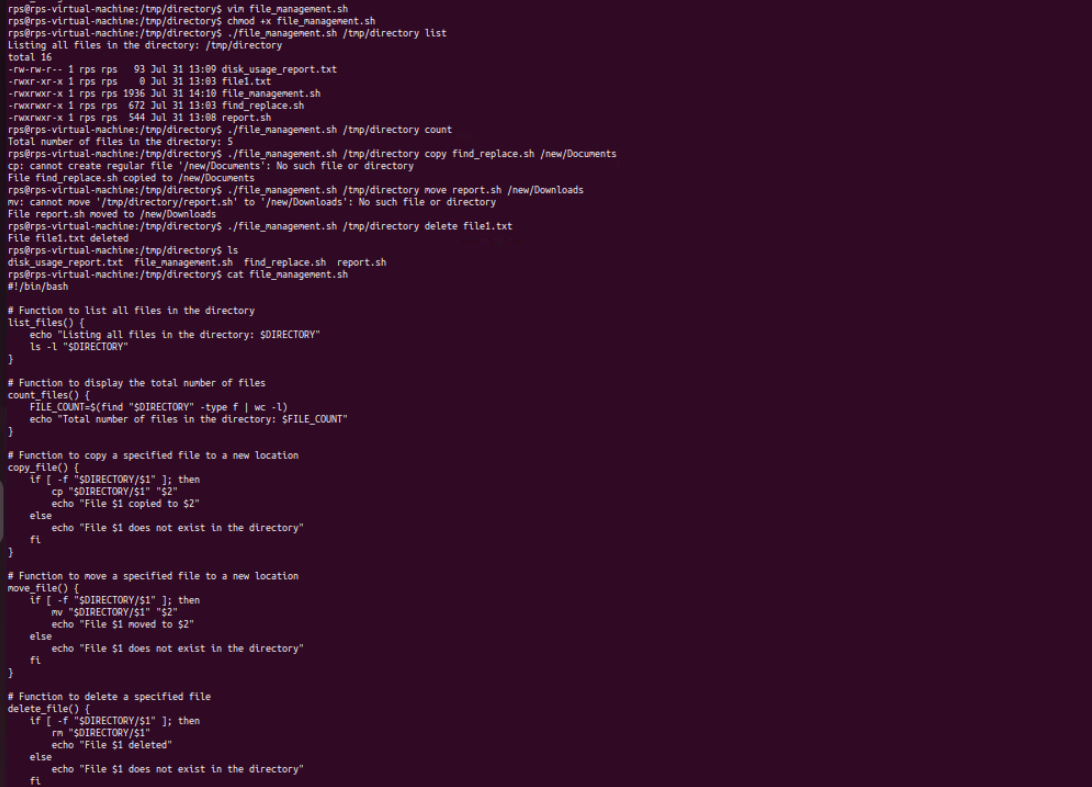 rps@rps-virtual-machine:/tmp/directory$ vim file_management.sh
rps@rps-virtual-machine:/tmp/directory$ chmod +x file_management.sh
rps@rps-virtual-machine:/tmp/directory$ ./file_management.sh /tmp/directory list
Listing all files in the directory: /tmp/directory
total 16
-rw-rw-r-- 1 rps rps   93 Jul 31 13:09 disk_usage_report.txt
-rwxr-xr-x 1 rps rps    0 Jul 31 13:03 file1.txt
-rwxrwxr-x 1 rps rps 1936 Jul 31 14:10 file_management.sh
-rwxrwxr-x 1 rps rps  672 Jul 31 13:03 find_replace.sh
-rwxrwxr-x 1 rps rps  544 Jul 31 13:08 report.sh
rps@rps-virtual-machine:/tmp/directory$ ./file_management.sh /tmp/directory count
Total number of files in the directory: 5
rps@rps-virtual-machine:/tmp/directory$ ./file_management.sh /tmp/directory copy find_replace.sh /new/Documents
cp: cannot create regular file '/new/Documents': No such file or directory
File find_replace.sh copied to /new/Documents
rps@rps-virtual-machine:/tmp/directory$ ./file_management.sh /tmp/directory move report.sh /new/Downloads
mv: cannot move '/tmp/directory/report.sh' to '/new/Downloads': No such file or directory
File report.sh moved to /new/Downloads
rps@rps-virtual-machine:/tmp/directory$ ./file_management.sh /tmp/directory delete file1.txt
File file1.txt deleted
rps@rps-virtual-machine:/tmp/directory$ ls
disk_usage_report.txt  file_management.sh  find_replace.sh  report.sh
rps@rps-virtual-machine:/tmp/directory$ cat file_management.sh
#!/bin/bash

# Function to list all files in the directory
list_files() {
    echo "Listing all files in the directory: $DIRECTORY"
    ls -l "$DIRECTORY"
}

# Function to display the total number of files
count_files() {
    FILE_COUNT=$(find "$DIRECTORY" -type f | wc -l)
    echo "Total number of files in the directory: $FILE_COUNT"
}

# Function to copy a specified file to a new location
copy_file() {
    if [ -f "$DIRECTORY/$1" ]; then
        cp "$DIRECTORY/$1" "$2"
        echo "File $1 copied to $2"
    else
        echo "File $1 does not exist in the directory"
    fi
}

# Function to move a specified file to a new location
move_file() {
    if [ -f "$DIRECTORY/$1" ]; then
        mv "$DIRECTORY/$1" "$2"
        echo "File $1 moved to $2"
    else
        echo "File $1 does not exist in the directory"
    fi
}

# Function to delete a specified file
delete_file() {
    if [ -f "$DIRECTORY/$1" ]; then
        rm "$DIRECTORY/$1"
        echo "File $1 deleted"
    else
        echo "File $1 does not exist in the directory"
    fi